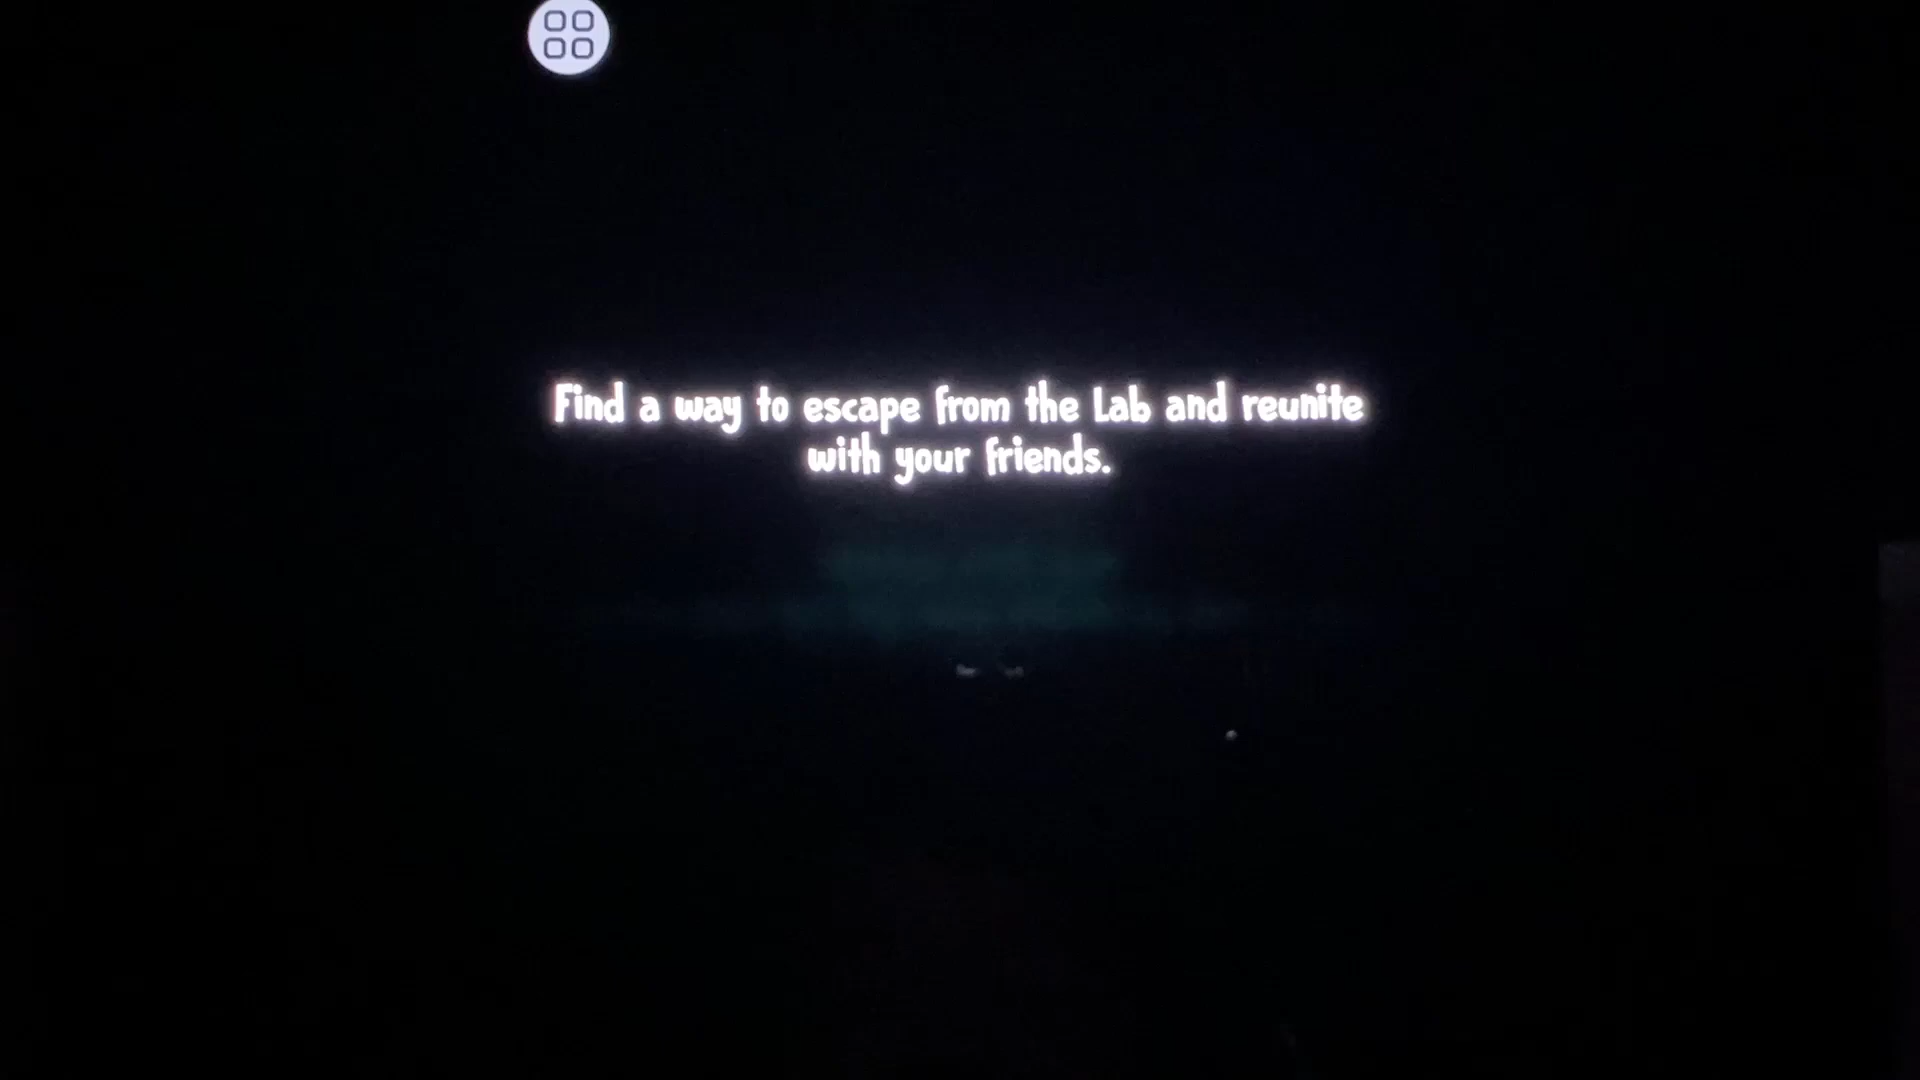 Find a way to escape from the Lab and reunite
with your friends.